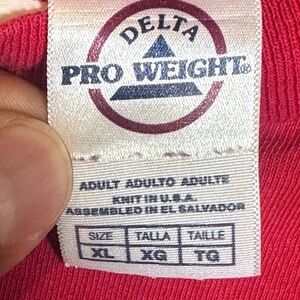 DELTA
PRO WEIGHT®
ADULT ADULTO ADULTE
KNIT IN U.S.A.
ASSEMBLED IN EL SALVADOR
SIZE TALLA TAILLE
XL XG TG